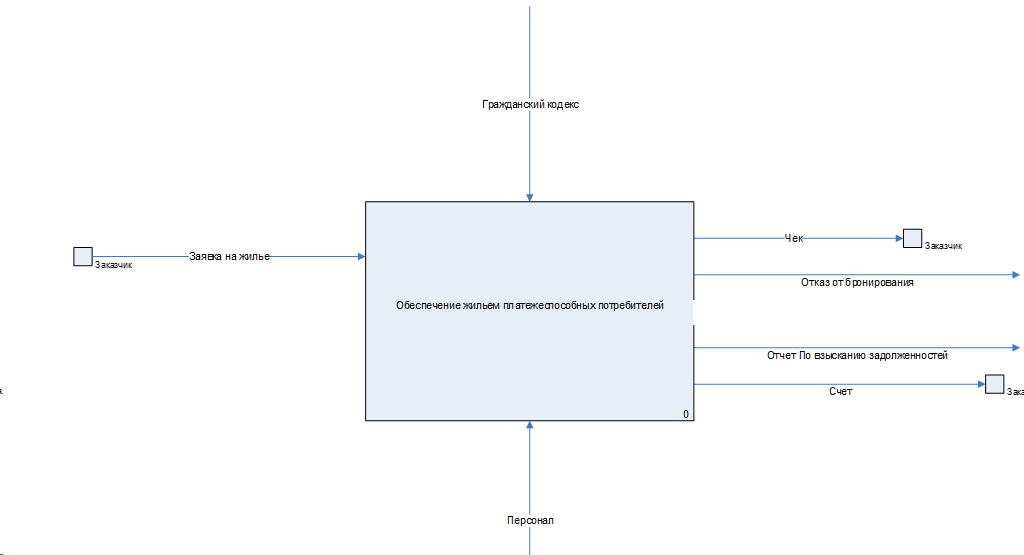 Гражданский кодекс
Чек
Заказчик
Заявка на жилье
Заказчик
Отказ от бронирования
Обеспечение жильем платежеспособных потребителей
Отчет По взысканию задолженностей
Счет
Зака
0
Персонал